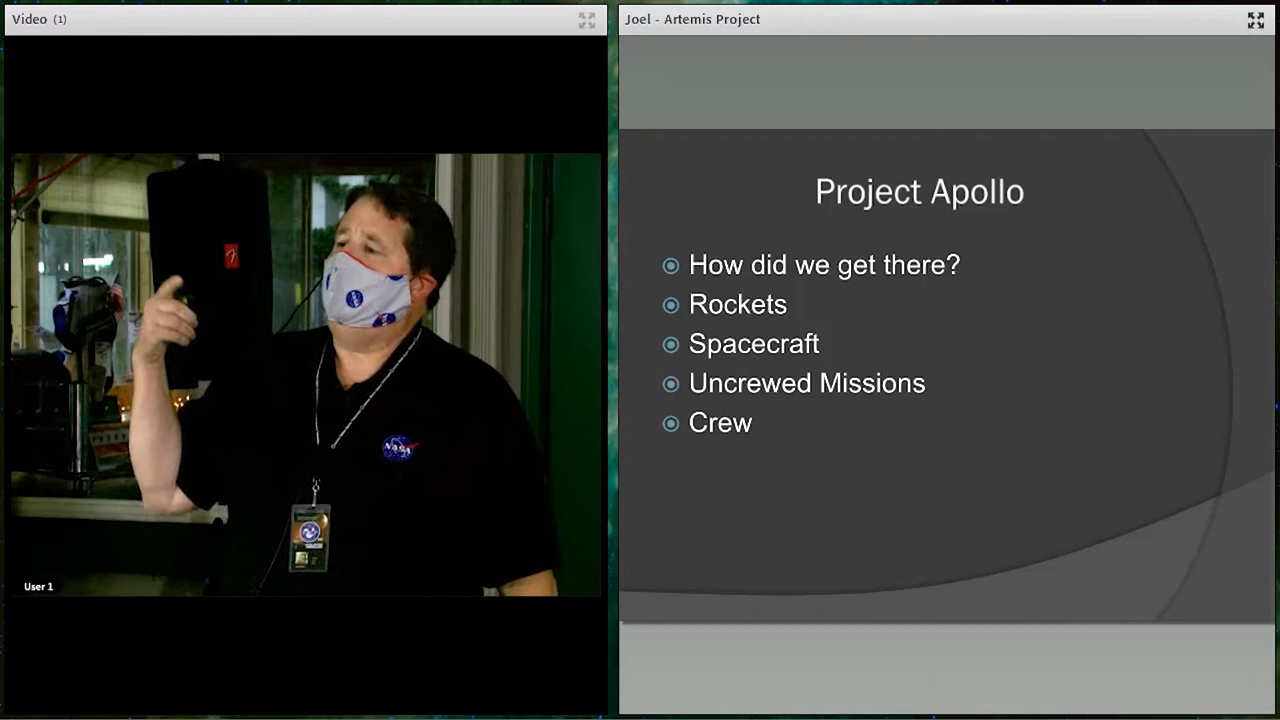 Video (1)
NASA
User 1
Joel - Artemis Project
Project Apollo
How did we get there?
Rockets
Spacecraft
Uncrewed Missions
Crew